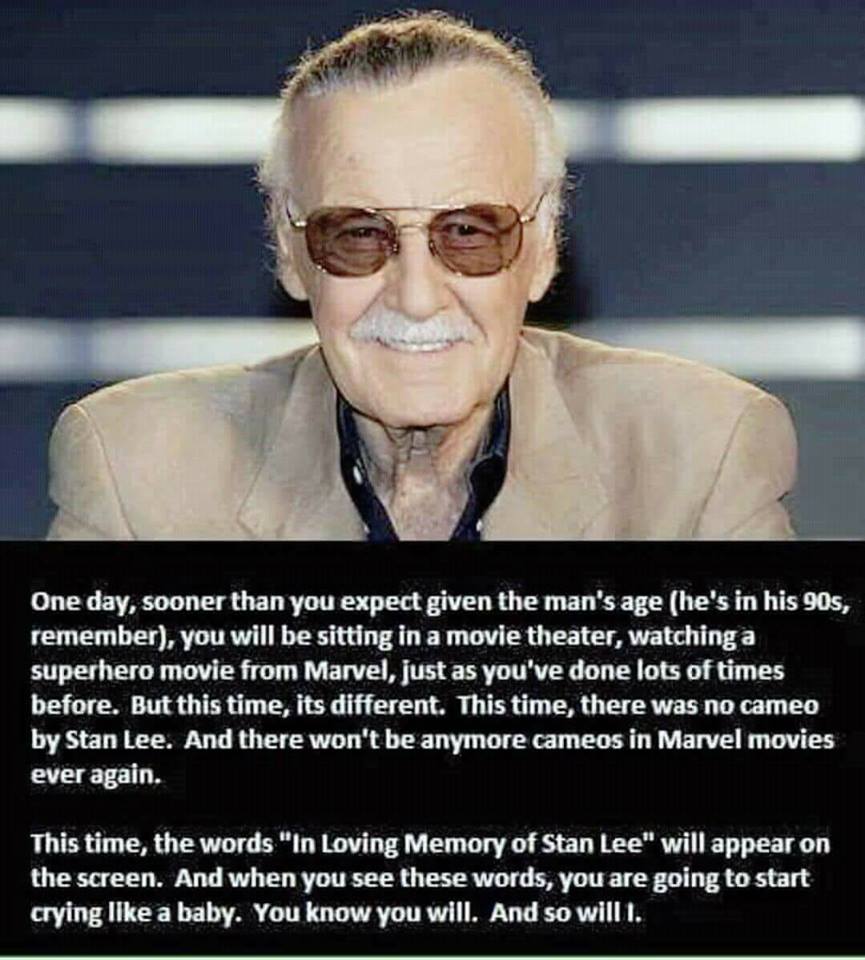 One day, sooner than you expect given the man's age (he's in his 90s,
remember), you will be sitting in a movie theater, watching a
superhero movie from Marvel, just as you've done lots of times
before. But this time, its different. This time, there was no cameo
by Stan Lee. And there won't be anymore cameos in Marvel movies
ever again.
This time, the words "In Loving Memory of Stan Lee" will appear on
the screen. And when you see these words, you are going to start
crying like a baby. You know you will. And so will I.